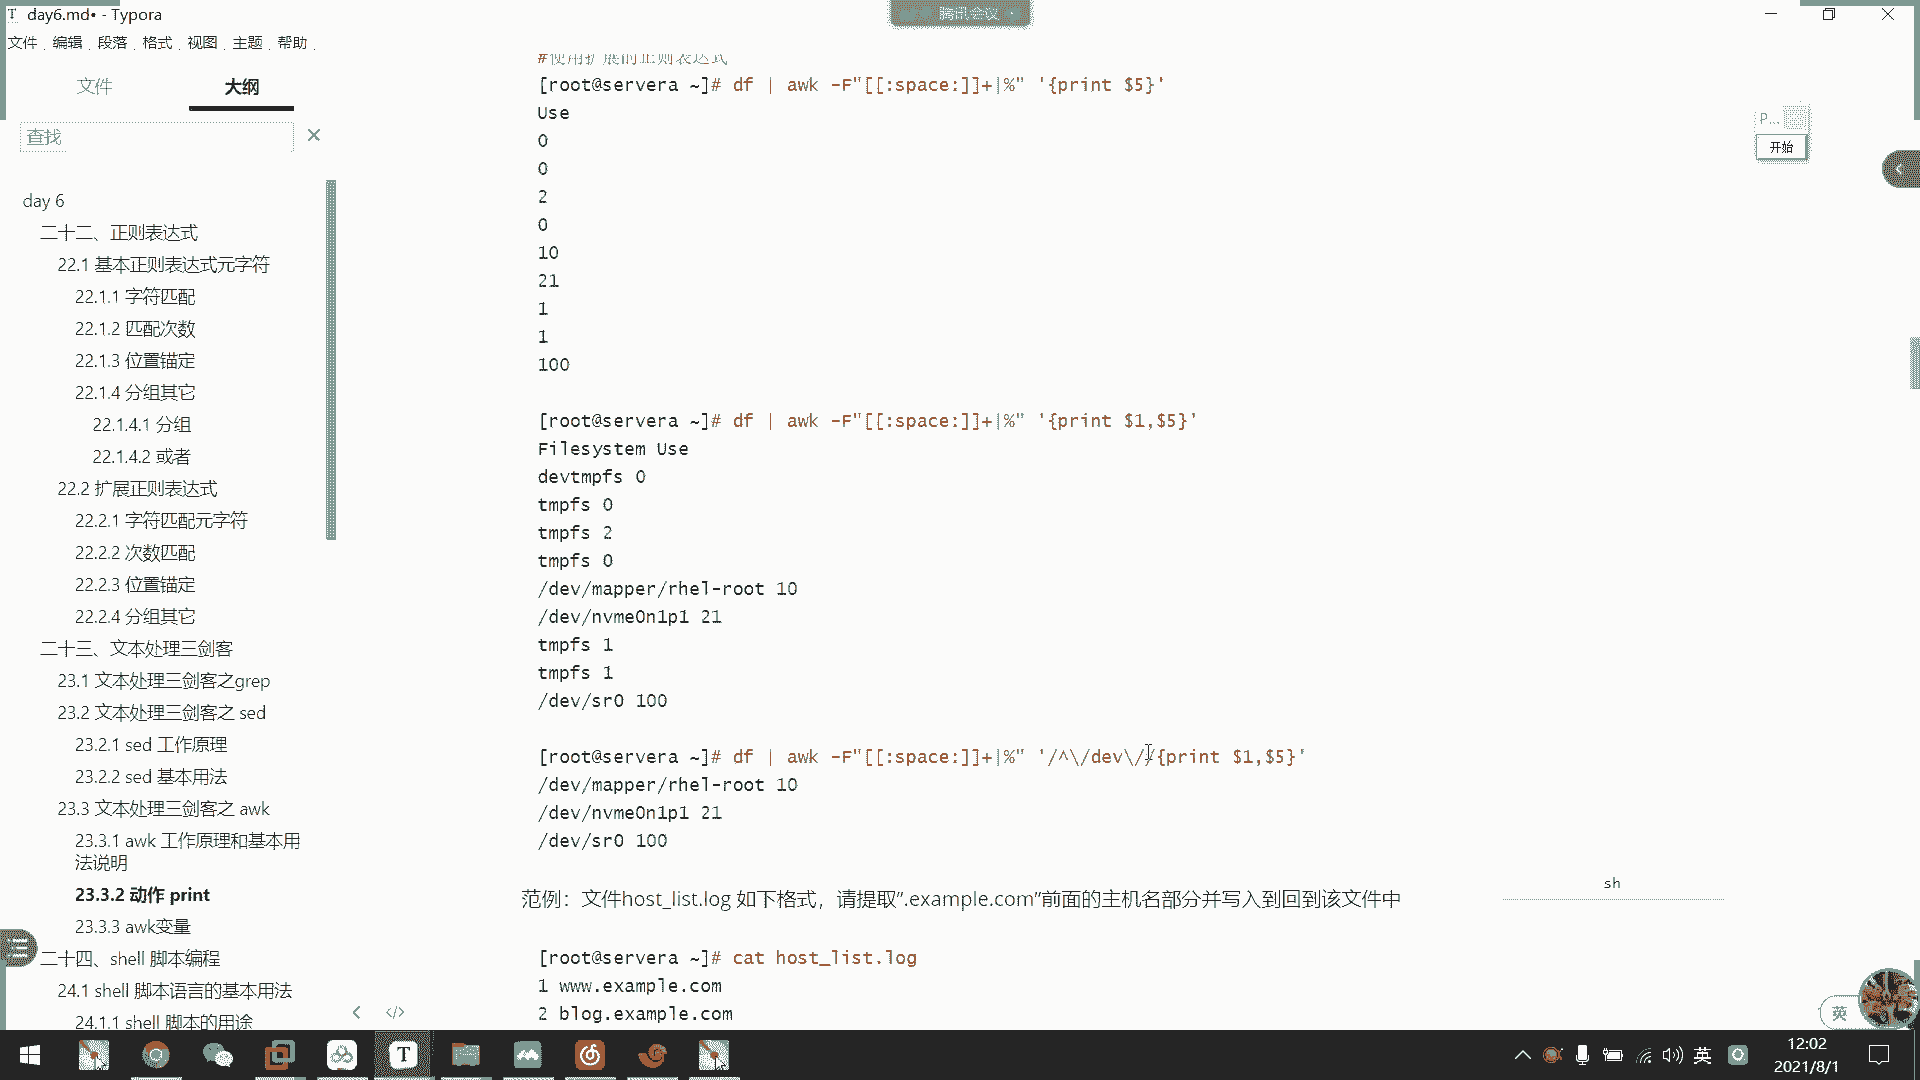 day6.md• - Typora
腾讯会议
文件 编辑 段落 格式 视图 主题 帮助
文件
大纲
查找
day 6
二十二、正则表达式
22.1 基本正则表达式元字符
22.1.1 字符匹配
22.1.2 匹配次数
22.1.3 位置锚定
22.1.4 分组其它
22.1.4.1 分组
22.1.4.2 或者
22.2 扩展正则表达式
22.2.1 字符匹配元字符
22.2.2 次数匹配
22.2.3 位置锚定
22.2.4 分组其它
二十三、文本处理三剑客
23.1 文本处理三剑客之grep
23.2 文本处理三剑客之 sed
23.2.1 sed 工作原理
23.2.2 sed 基本用法
23.3 文本处理三剑客之 awk
23.3.1 awk 工作原理和基本用
法说明
23.3.2 动作 print
23.3.3 awk变量
二十四、shell 脚本编程
24.1 shell 脚本语言的基本用法
24.1.1 shell 脚本的用途
#使用扩展的正则表达式
[root@servera ~]# df | awk -F"[[:space:]]+|%" '{print $5}'
Use
0
0
2
0
10
21
1
1
100
[root@servera ~]# df | awk -F"[[:space:]]+|%" '{print $1,$5}'
Filesystem Use
devtmpfs 0
tmpfs 0
tmpfs 2
tmpfs 0
/dev/mapper/rhel-root 10
/dev/nvme0n1p1 21
tmpfs 1
tmpfs 1
/dev/sr0 100
[root@servera ~]# df | awk -F"[[:space:]]+|%" '/^\/dev\//{print $1,$5}'
/dev/mapper/rhel-root 10
/dev/nvme0n1p1 21
/dev/sr0 100
范例：文件host_list.log 如下格式，请提取”.example.com”前面的主机名部分并写入到回到该文件中
sh
[root@servera ~]# cat host_list.log
1 www.example.com
2 blog.example.com
P...
开始
英
英
12:02
2021/8/1